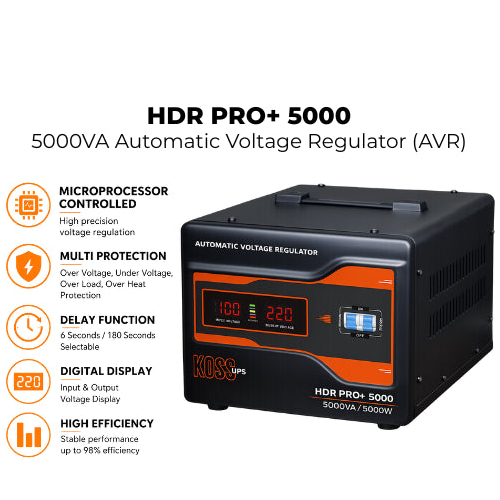 HDR PRO+ 5000
5000VA Automatic Voltage Regulator (AVR)
MICROPROCESSOR
CONTROLLED
High precision
voltage regulation
MULTI PROTECTION
Over Voltage, Under Voltage,
Over Load, Over Heat
Protection
DELAY FUNCTION
6 Seconds / 180 Seconds
Selectable
220
DIGITAL DISPLAY
Input & Output
Voltage Display
HIGH EFFICIENCY
Stable performance
up to 98% efficiency
AUTOMATIC VOLTAGE REGULATOR
100
220
OFF
KOSS UPS
HDR PRO+ 5000
5000VA / 5000W